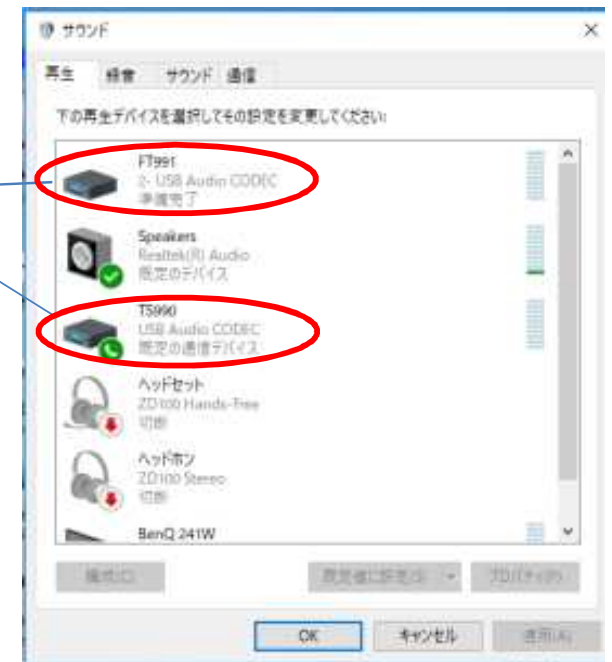 サウンド
再生 録音 サウンド 通信
下の再生デバイスを選択してその設定を変更してください:
FT991
2- USB Audio CODEC
準備完了
Speakers
Realtek(R) Audio
既定のデバイス
TS990
USB Audio CODEC
既定の通信デバイス
ヘッドセット
ZD100 Hands-Free
切断
ヘッドホン
ZD100 Stereo
切断
BenQ 241W
構成(C) 既定値に設定(S) プロパティ(P)
OK キャンセル 適用(A)